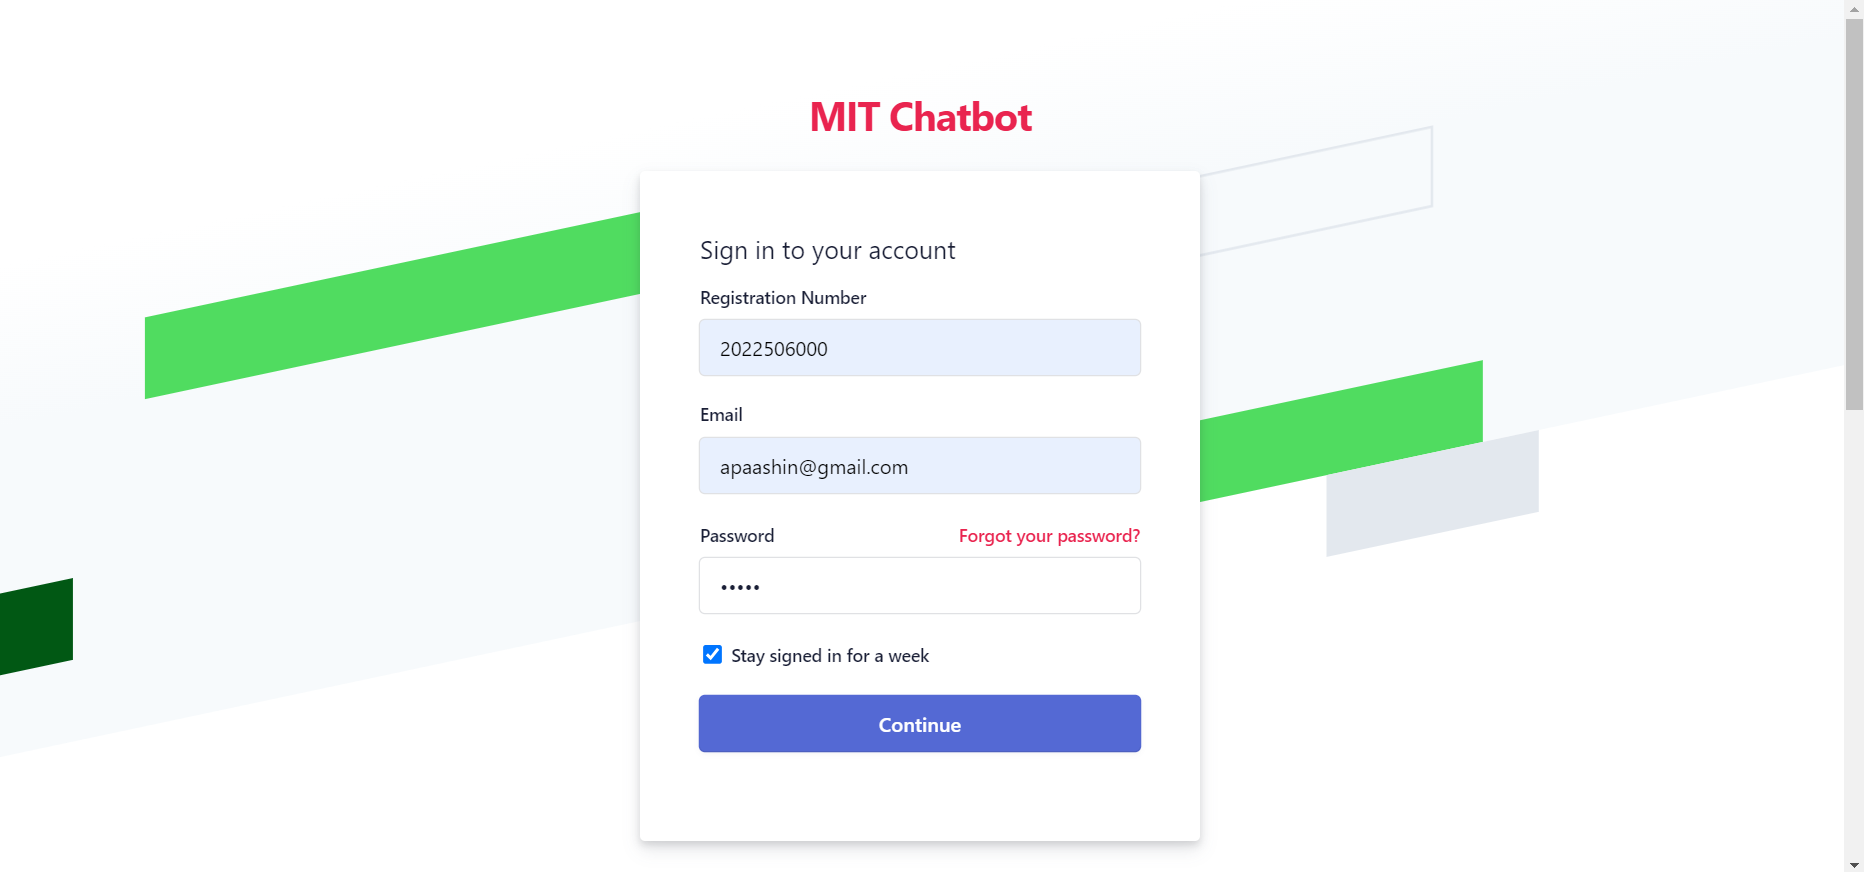 MIT Chatbot
Sign in to your account
Registration Number
2022506000
Email
apaashin@gmail.com
Password Forgot your password?
•••••
Stay signed in for a week
Continue